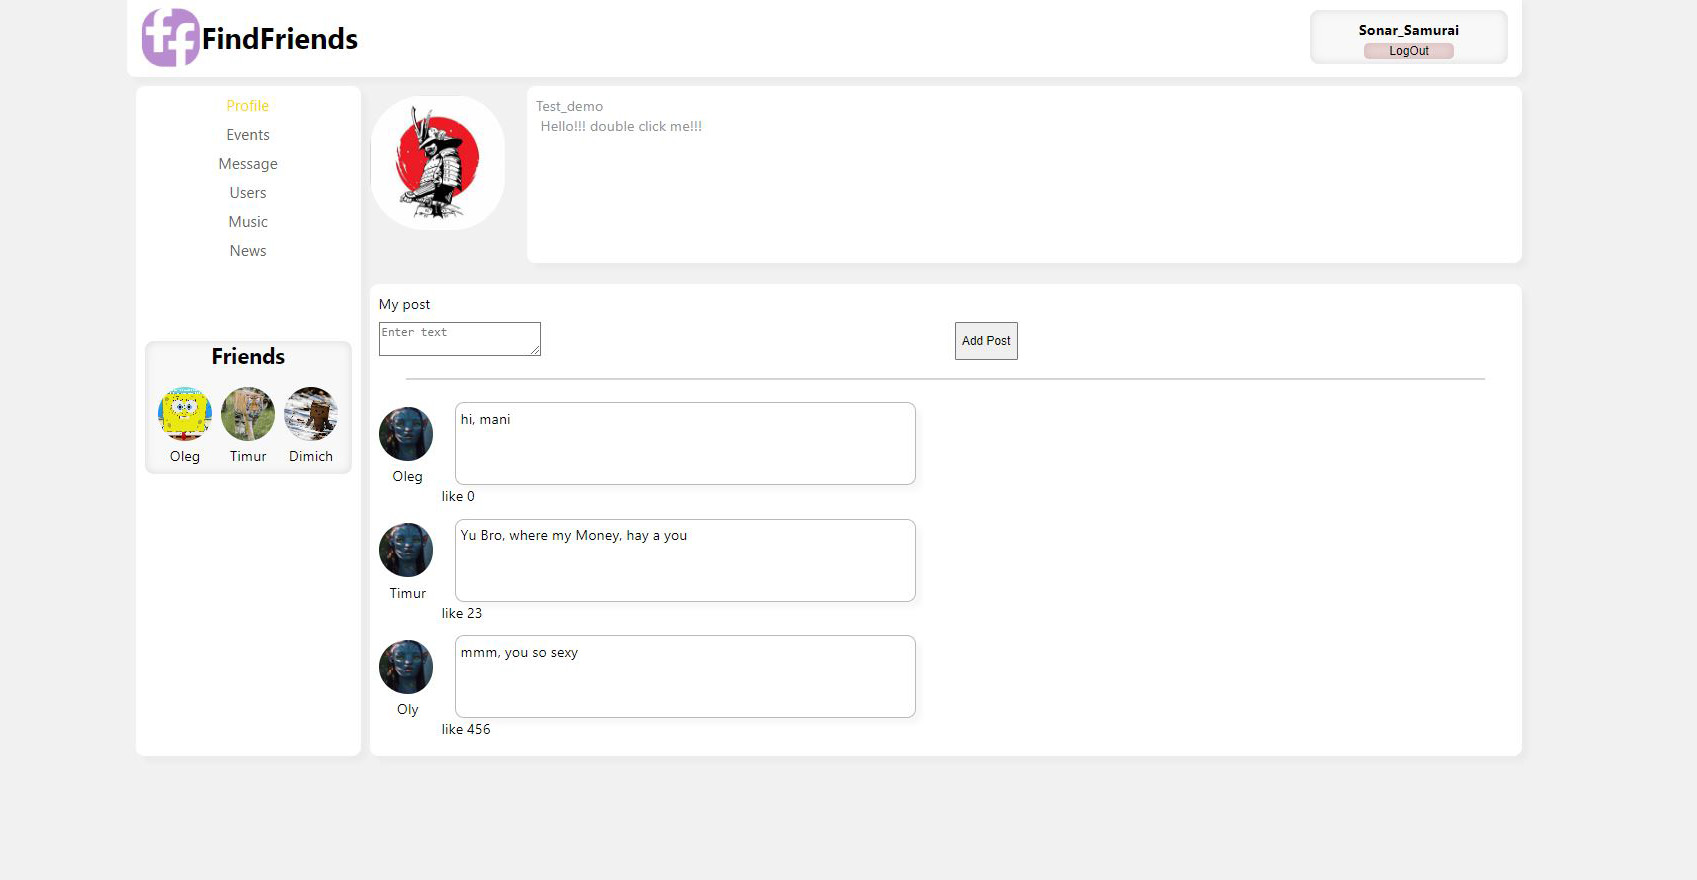 ff FindFriends
Sonar_Samurai
LogOut
Profile
Events
Message
Users
Music
News
Friends
Oleg Timur Dimich
Test_demo
Hello!!! double click me!!!
My post
Enter text
Add Post
hi, mani
Oleg
like 0
Yu Bro, where my Money, hay a you
Timur
like 23
mmm, you so sexy
Oly
like 456